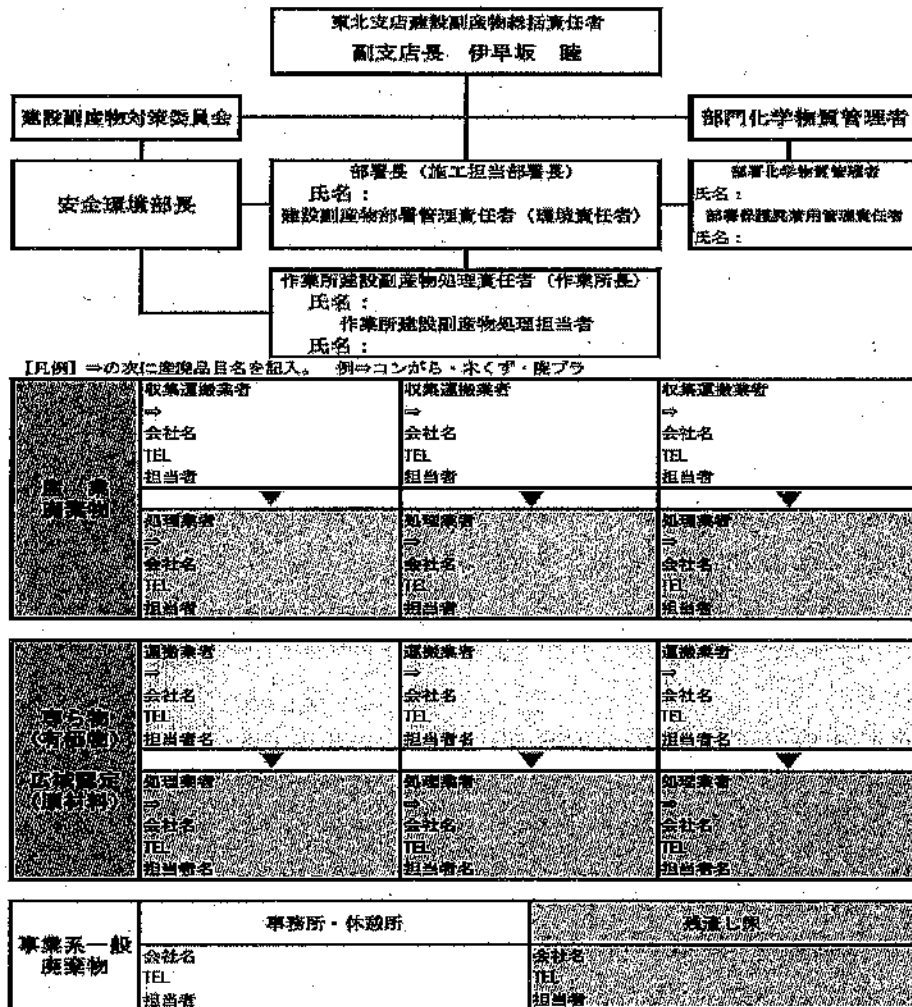 東北支店建設副産物総括責任者
副支店長　伊早坂　睦
建設副産物対策委員会
部門化学物質管理者
安全環境部長
部署長（施工担当部署長）
氏名：
建設副産物部署管理責任者（環境責任者）
部署化学物質管理者
氏名：
部署保護具着用管理責任者
氏名：
作業所建設副産物処理責任者（作業所長）
氏名：
作業所建設副産物処理担当者
氏名：
【凡例】⇒の次に産廃品目名を記入。　例⇒コンがら・木くず・廃プラ
産　業
廃棄物
収集運搬業者
⇒
会社名
TEL
担当者
収集運搬業者
⇒
会社名
TEL
担当者
収集運搬業者
⇒
会社名
TEL
担当者
処理業者
⇒
会社名
TEL
担当者
処理業者
⇒
会社名
TEL
担当者
処理業者
⇒
会社名
TEL
担当者
専ら物
（有価物）
広域認定
（原材料）
運搬業者
⇒
会社名
TEL
担当者名
運搬業者
⇒
会社名
TEL
担当者名
運搬業者
⇒
会社名
TEL
担当者名
処理業者
⇒
会社名
TEL
担当者名
処理業者
⇒
会社名
TEL
担当者名
処理業者
⇒
会社名
TEL
担当者名
事業系一般
廃棄物
事務所・休憩所
会社名
TEL
担当者
残渣し尿
会社名
TEL
担当者